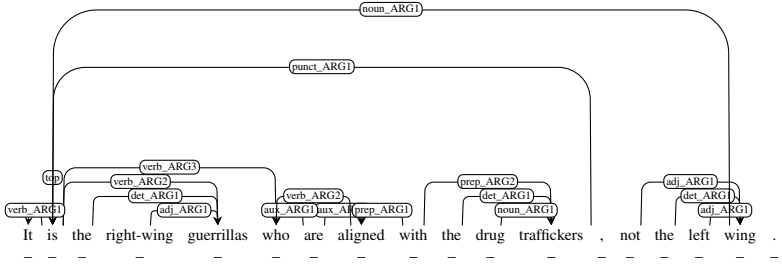 noun_ARG1
punct_ARG1
verb_ARG3
top verb_ARG2 verb_ARG2 prep_ARG2 adj_ARG1
det_ARG1 det_ARG1 det_ARG1
verb_ARG1 adj_ARG1 aux_ARG1 prep_ARG1 noun_ARG1 adj_ARG1
It is the right-wing guerrillas who are aligned with the drug traffickers , not the left wing .
_ _ _ _ _ _ _ _ _ _ _ _ _ _ _ _ _ _